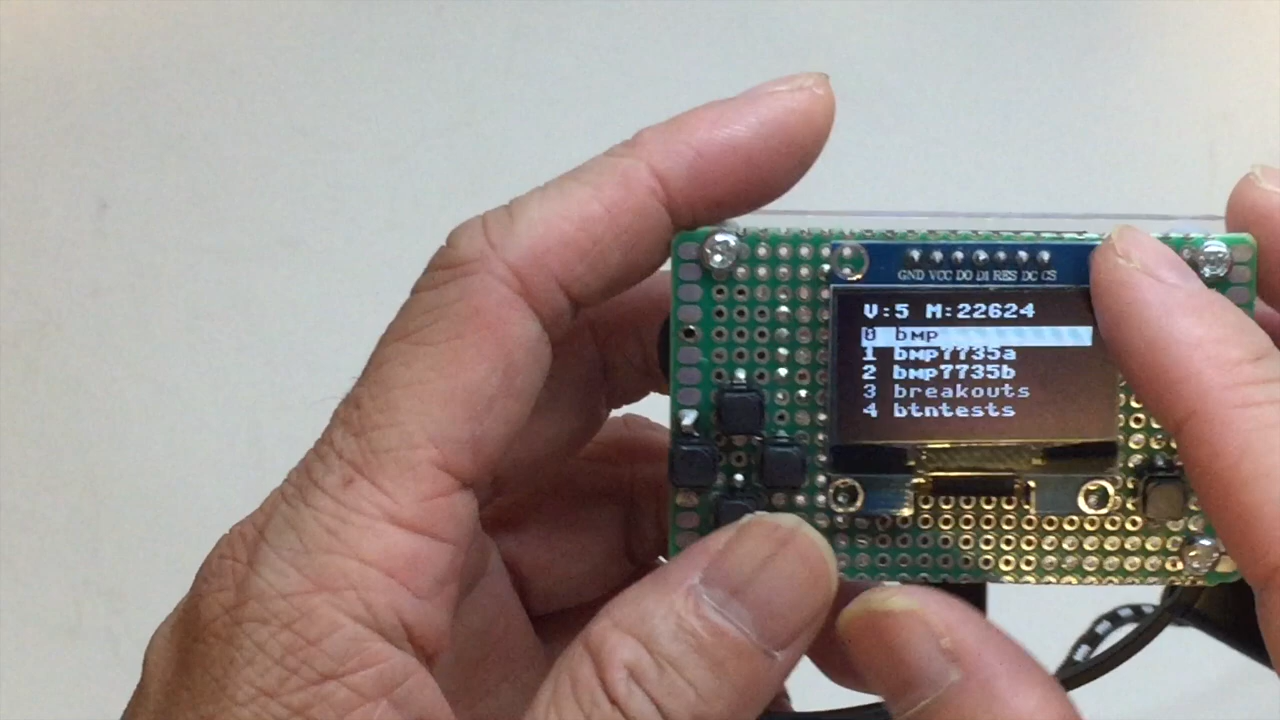 GND VCC D0 D1 RES DC CS
V:5 M:22624
0 bmp
1 bmp7735a
2 bmp7735b
3 breakouts
4 btntests